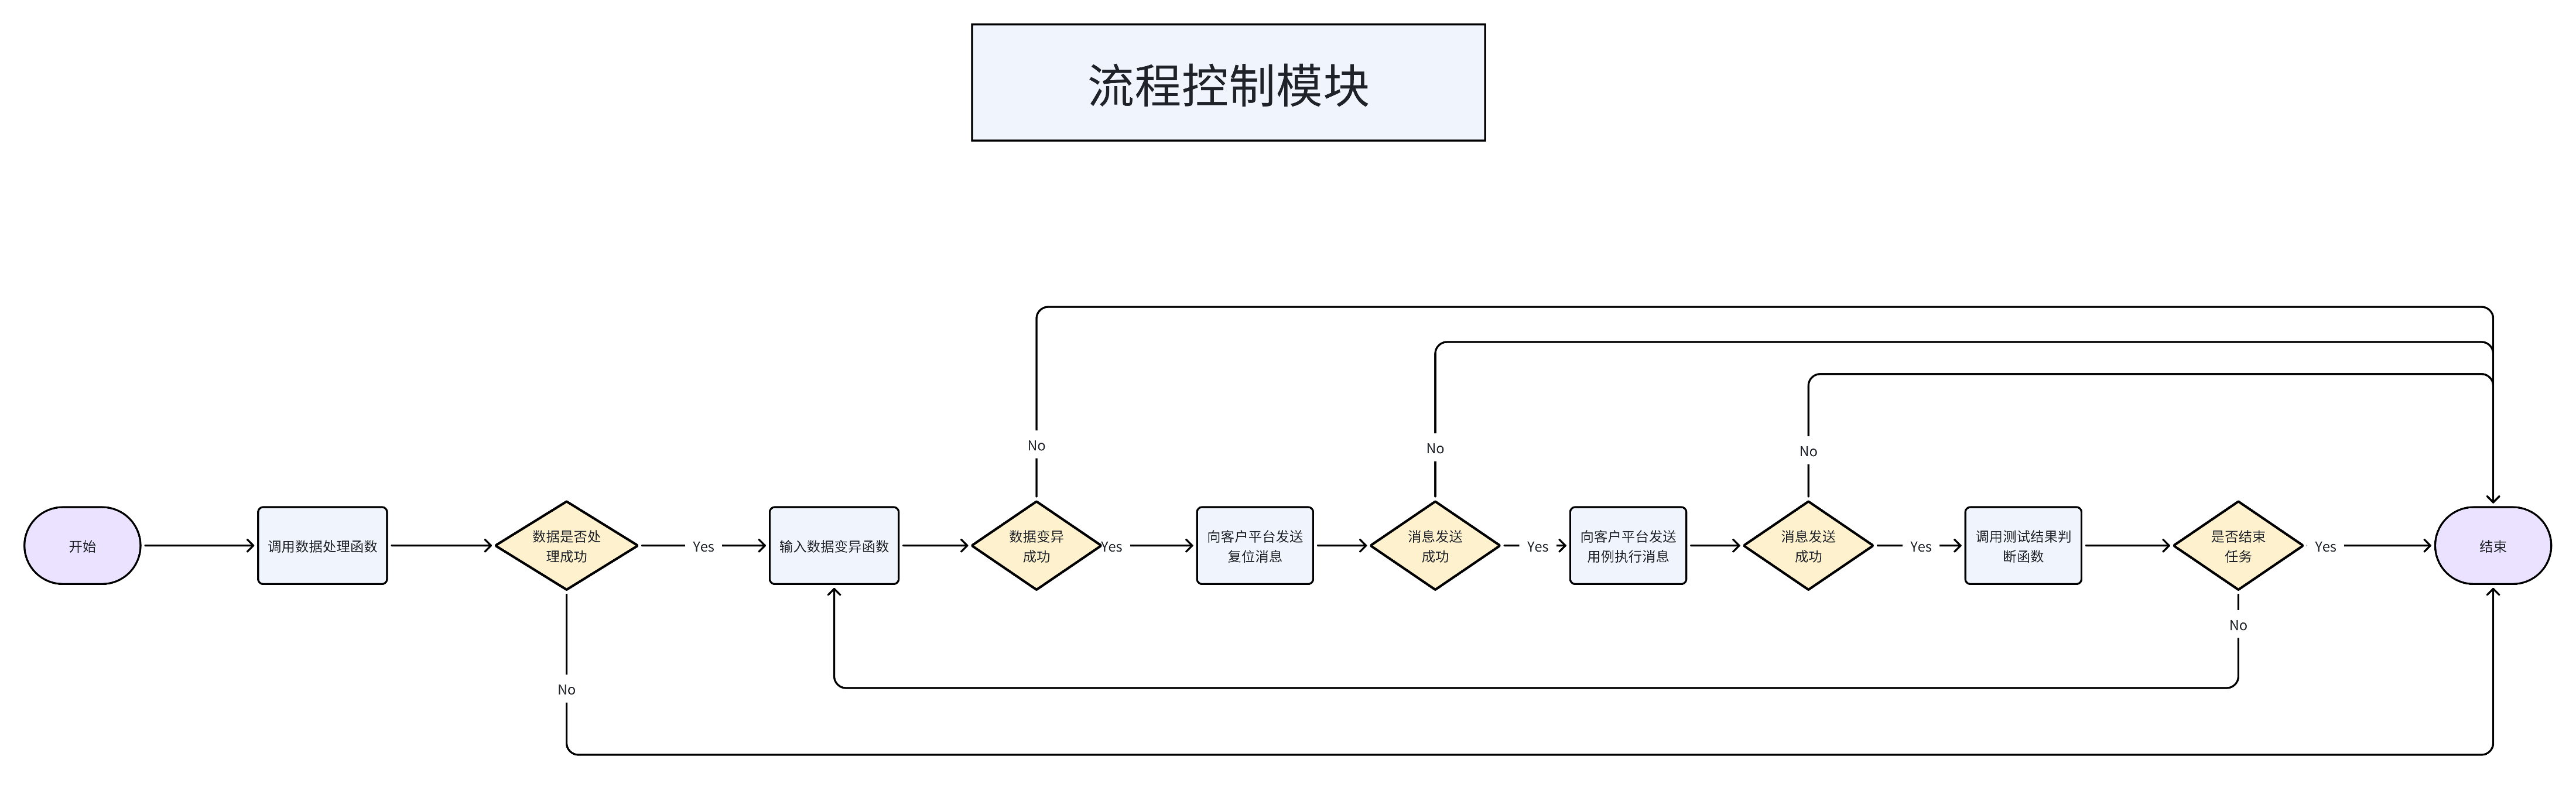 流程控制模块
No
No
No
开始
调用数据处理函数
数据是否处
理成功
Yes
输入数据变异函数
数据变异
成功
Yes
向客户平台发送
复位消息
消息发送
成功
Yes
向客户平台发送
用例执行消息
消息发送
成功
Yes
调用测试结果判
断函数
是否结束
任务
Yes
结束
No
No